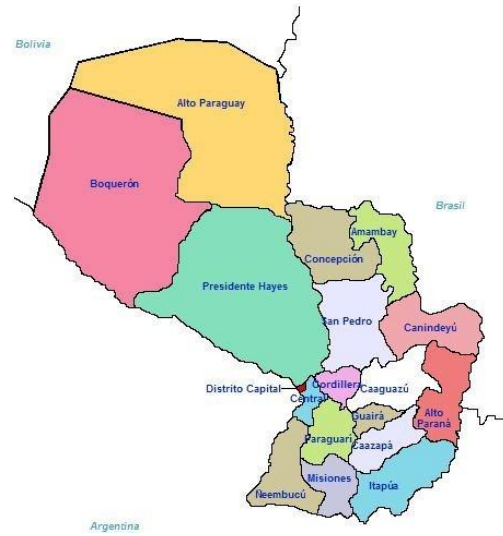 Bolivia
Alto Paraguay
Boquerón
Brasil
Amambay
Concepción
Presidente Hayes
San Pedro
Canindeyú
Distrito Capital
Cordillera
Central
Caaguazú
Guairá
Alto
Paraná
Paraguarí
Caazapá
Misiones
Itapúa
Ñeembucú
Argentina